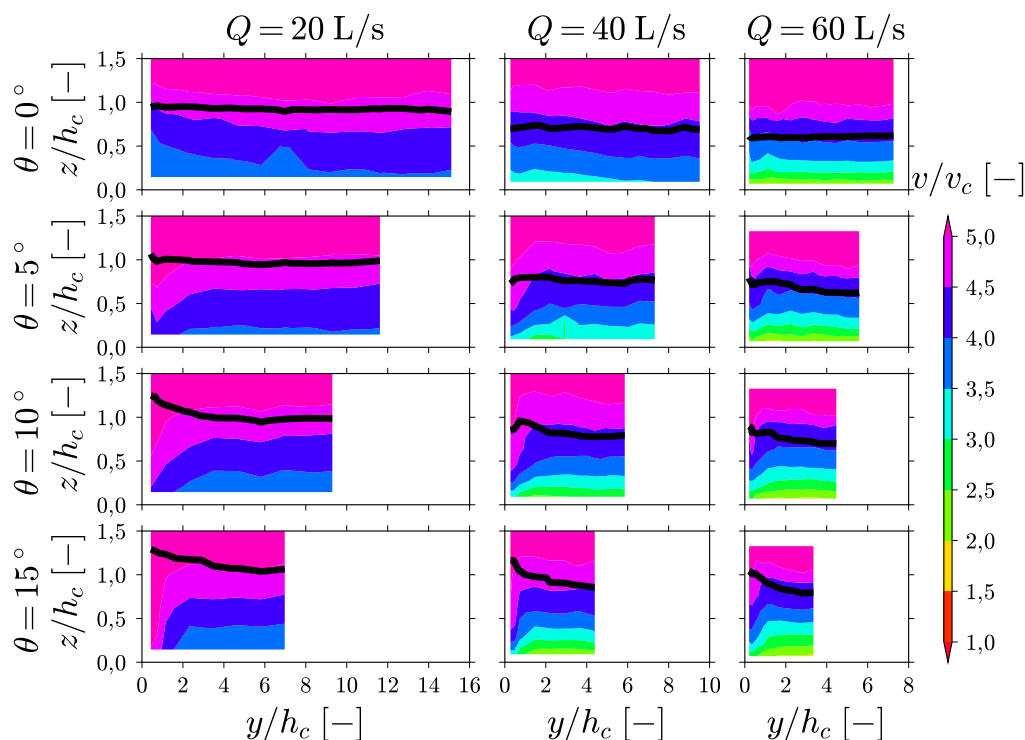 Q = 20 L/s Q = 40 L/s Q = 60 L/s
θ = 0°
z/h_c [−]
1,5
1,0
0,5
0,0
v/v_c [−]
θ = 5°
z/h_c [−]
1,5
1,0
0,5
0,0
θ = 10°
z/h_c [−]
1,5
1,0
0,5
0,0
θ = 15°
z/h_c [−]
1,5
1,0
0,5
0,0
5,0
4,5
4,0
3,5
3,0
2,5
2,0
1,5
1,0
0 2 4 6 8 10 12 14 16 0 2 4 6 8 10 0 2 4 6 8
y/h_c [−] y/h_c [−] y/h_c [−]